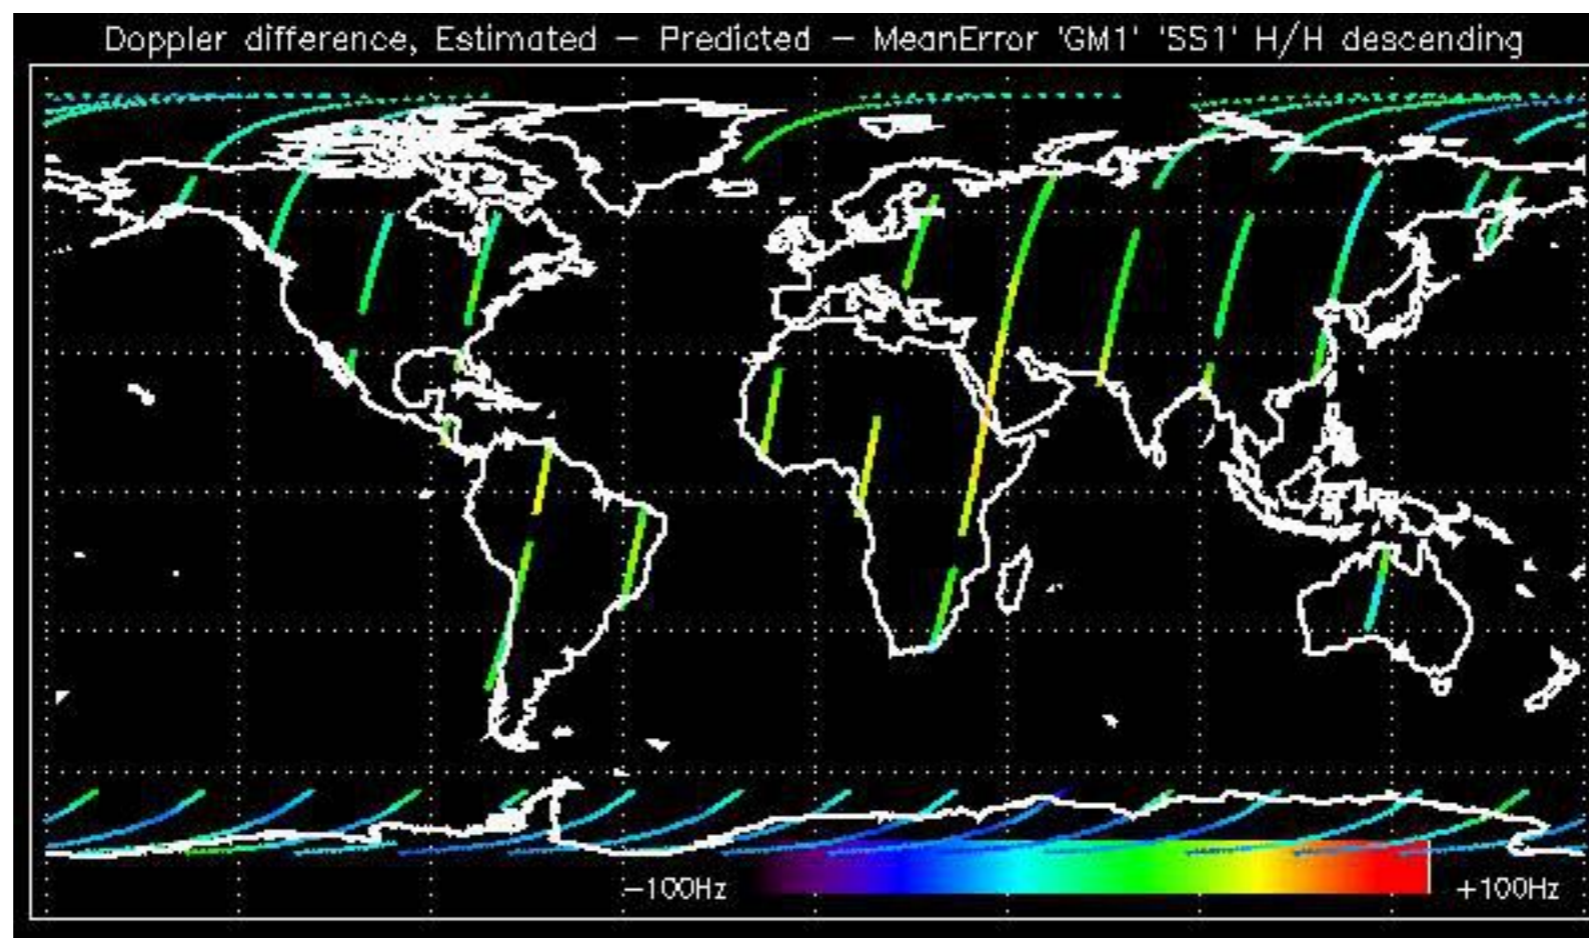 Doppler difference, Estimated – Predicted – MeanError 'GM1' 'SS1' H/H descending
–100Hz
+100Hz